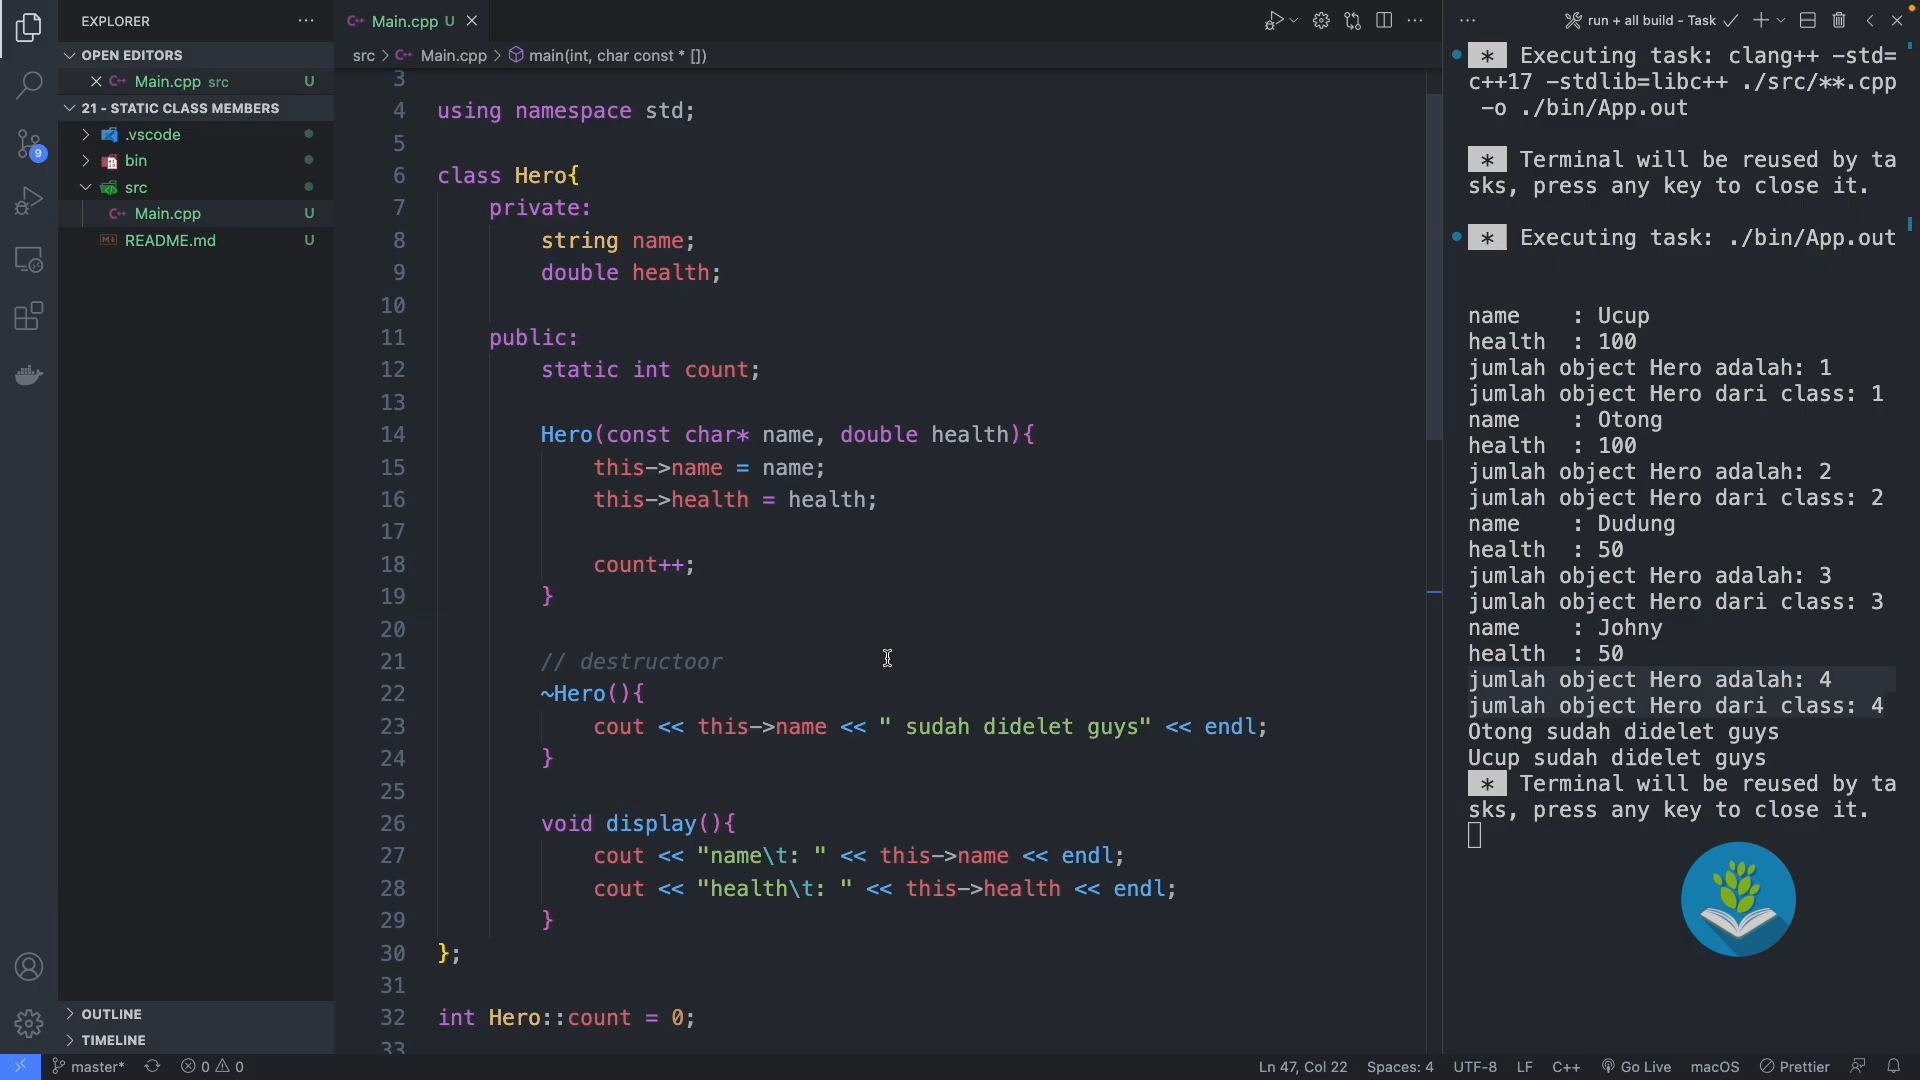 EXPLORER
OPEN EDITORS
Main.cpp src U
21 - STATIC CLASS MEMBERS
.vscode
bin
src
Main.cpp U
README.md U
OUTLINE
TIMELINE
9
Main.cpp U
src > Main.cpp > main(int, char const * [])
3
4 using namespace std;
5
6 class Hero{
7 private:
8 string name;
9 double health;
10
11 public:
12 static int count;
13
14 Hero(const char* name, double health){
15 this->name = name;
16 this->health = health;
17
18 count++;
19 }
20
21 // destructoor
22 ~Hero(){
23 cout << this->name << " sudah didelet guys" << endl;
24 }
25
26 void display(){
27 cout << "name\t: " << this->name << endl;
28 cout << "health\t: " << this->health << endl;
29 }
30 };
31
32 int Hero::count = 0;
33
run + all build - Task
* Executing task: clang++ -std=
c++17 -stdlib=libc++ ./src/**.cpp
-o ./bin/App.out
* Terminal will be reused by ta
sks, press any key to close it.
* Executing task: ./bin/App.out
name : Ucup
health : 100
jumlah object Hero adalah: 1
jumlah object Hero dari class: 1
name : Otong
health : 100
jumlah object Hero adalah: 2
jumlah object Hero dari class: 2
name : Dudung
health : 50
jumlah object Hero adalah: 3
jumlah object Hero dari class: 3
name : Johny
health : 50
jumlah object Hero adalah: 4
jumlah object Hero dari class: 4
Otong sudah didelet guys
Ucup sudah didelet guys
* Terminal will be reused by ta
sks, press any key to close it.
master* 0 0 Ln 47, Col 22 Spaces: 4 UTF-8 LF C++ Go Live macOS Prettier